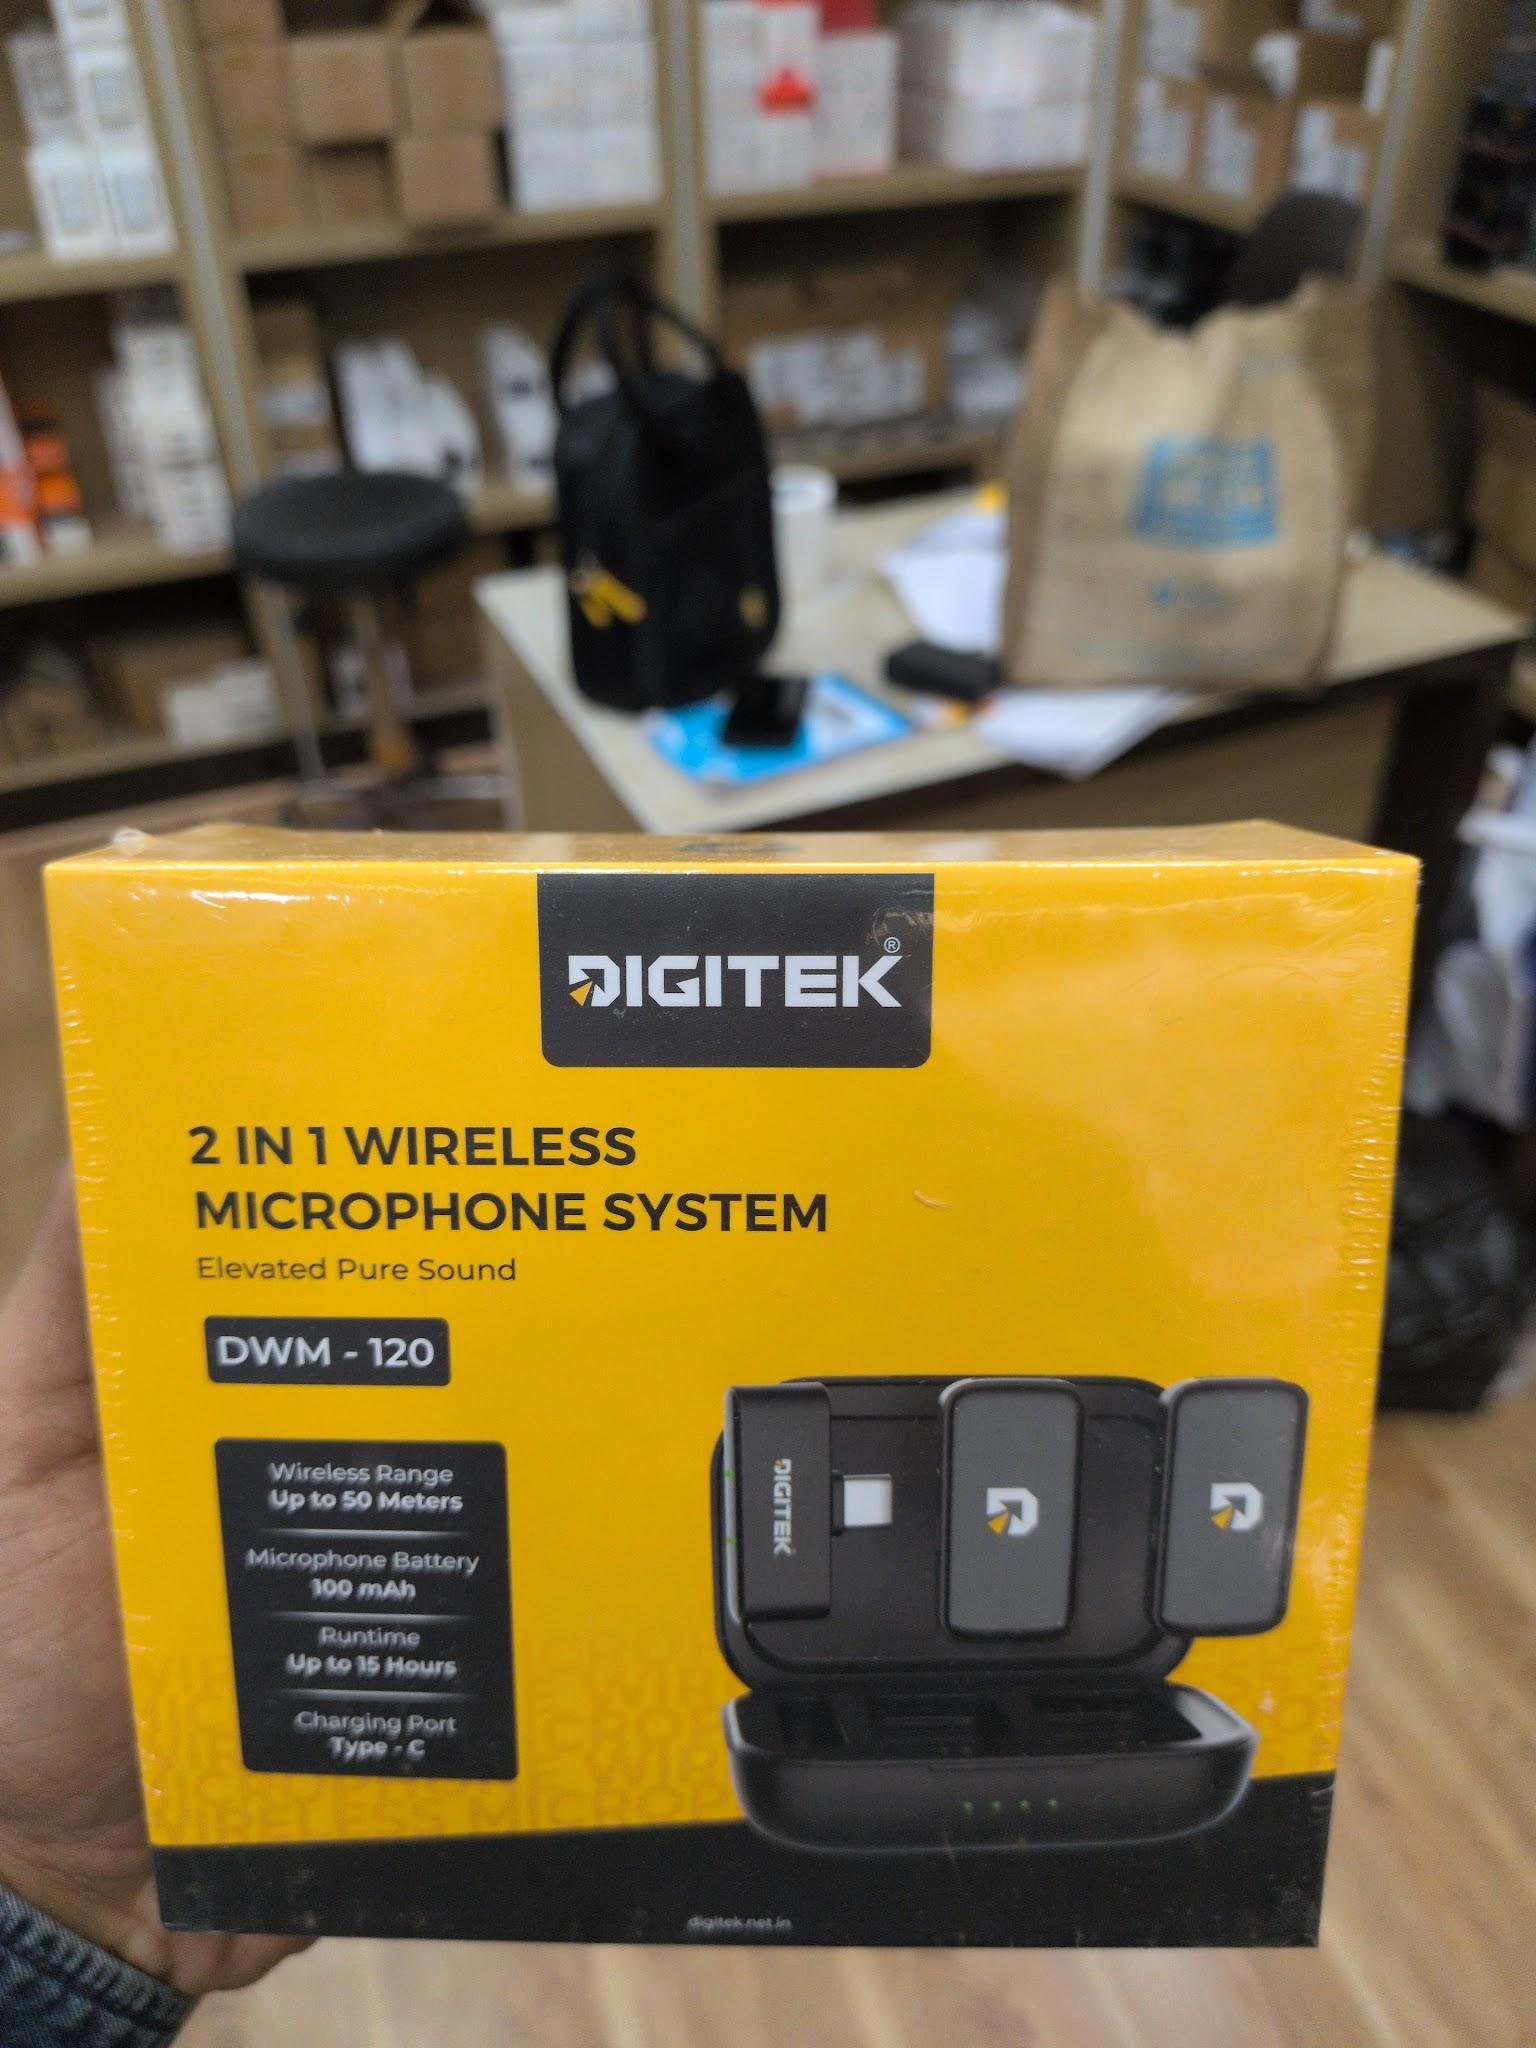 DIGITEK®
2 IN 1 WIRELESS
MICROPHONE SYSTEM
Elevated Pure Sound
DWM - 120
Wireless Range
Up to 50 Meters
Microphone Battery
100 mAh
Runtime
Up to 15 Hours
Charging Port
Type - C
DIGITEK
digitek.net.in